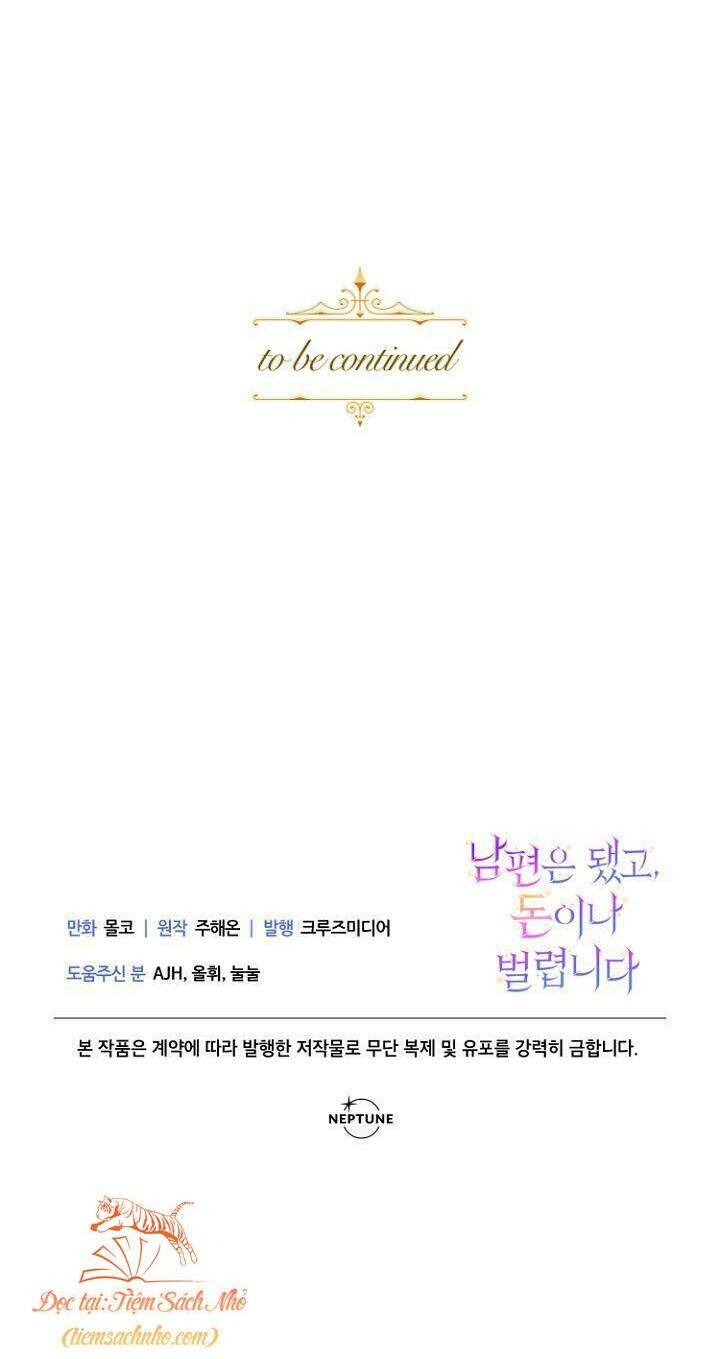 to be continued
남편은 됐고,
돈이나
벌렵니다
만화 몰코 | 원작 주해온 | 발행 크루즈미디어
도움주신 분 AJH, 올휘, 눌눌
본 작품은 계약에 따라 발행한 저작물로 무단 복제 및 유포를 강력히 금합니다.
NEPTUNE
Đọc tại: Tiệm Sách Nhỏ
(tiemsachnho.com)